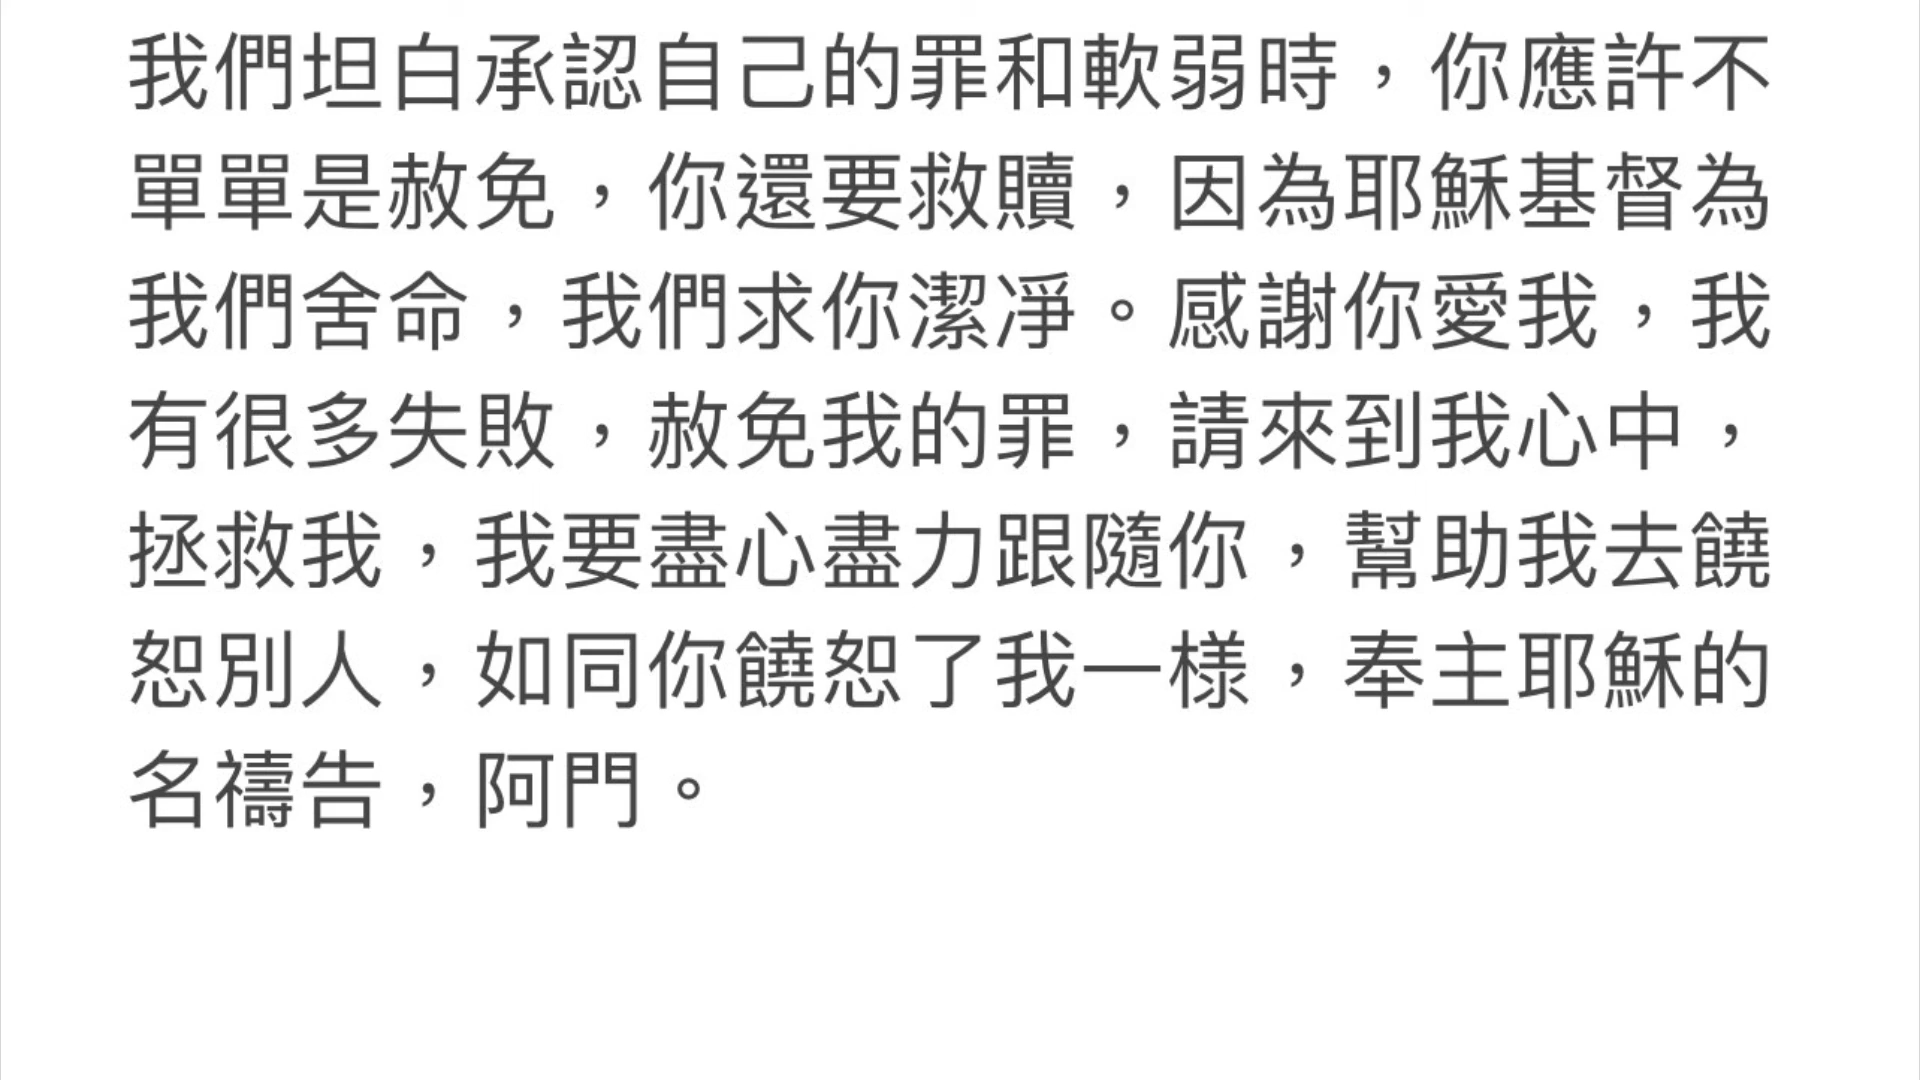 我們坦白承認自己的罪和軟弱時，你應許不
單單是赦免，你還要救贖，因為耶穌基督為
我們舍命，我們求你潔凈。感謝你愛我，我
有很多失敗，赦免我的罪，請來到我心中，
拯救我，我要盡心盡力跟隨你，幫助我去饒
恕別人，如同你饒恕了我一樣，奉主耶穌的
名禱告，阿門。